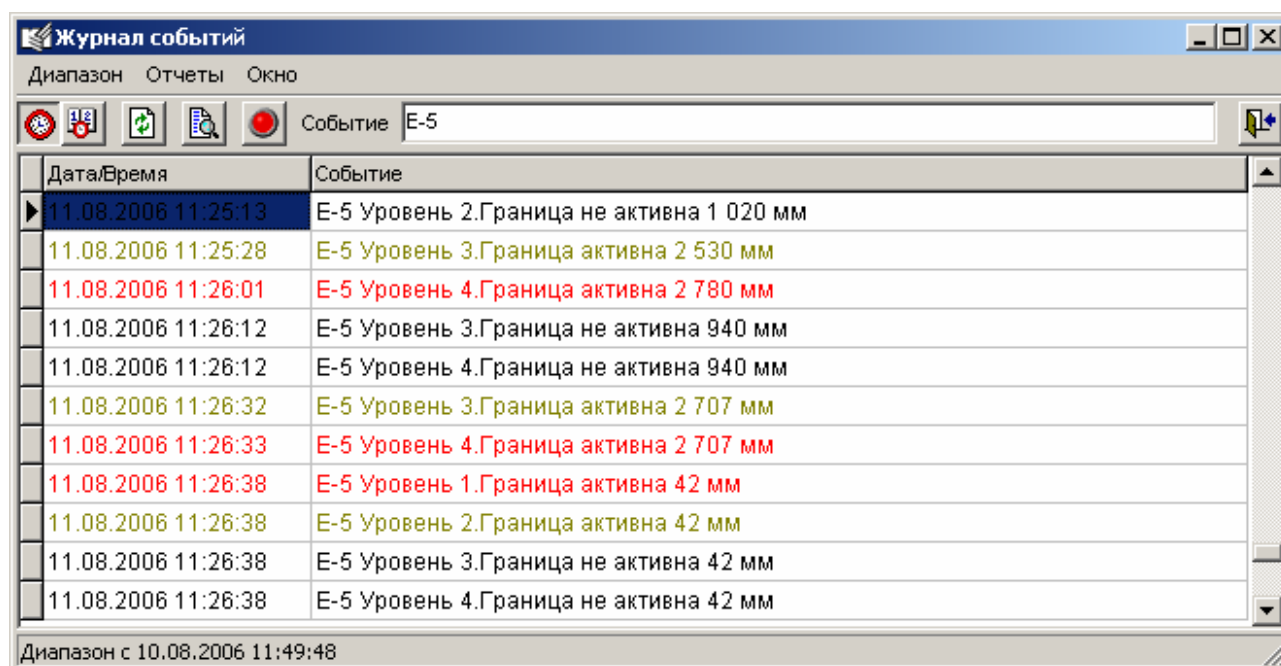 Журнал событий
Диапазон Отчеты Окно
Событие E-5
Дата/Время Событие
11.08.2006 11:25:13 E-5 Уровень 2.Граница не активна 1 020 мм
11.08.2006 11:25:28 E-5 Уровень 3.Граница активна 2 530 мм
11.08.2006 11:26:01 E-5 Уровень 4.Граница активна 2 780 мм
11.08.2006 11:26:12 E-5 Уровень 3.Граница не активна 940 мм
11.08.2006 11:26:12 E-5 Уровень 4.Граница не активна 940 мм
11.08.2006 11:26:32 E-5 Уровень 3.Граница активна 2 707 мм
11.08.2006 11:26:33 E-5 Уровень 4.Граница активна 2 707 мм
11.08.2006 11:26:38 E-5 Уровень 1.Граница активна 42 мм
11.08.2006 11:26:38 E-5 Уровень 2.Граница активна 42 мм
11.08.2006 11:26:38 E-5 Уровень 3.Граница не активна 42 мм
11.08.2006 11:26:38 E-5 Уровень 4.Граница не активна 42 мм
Диапазон с 10.08.2006 11:49:48